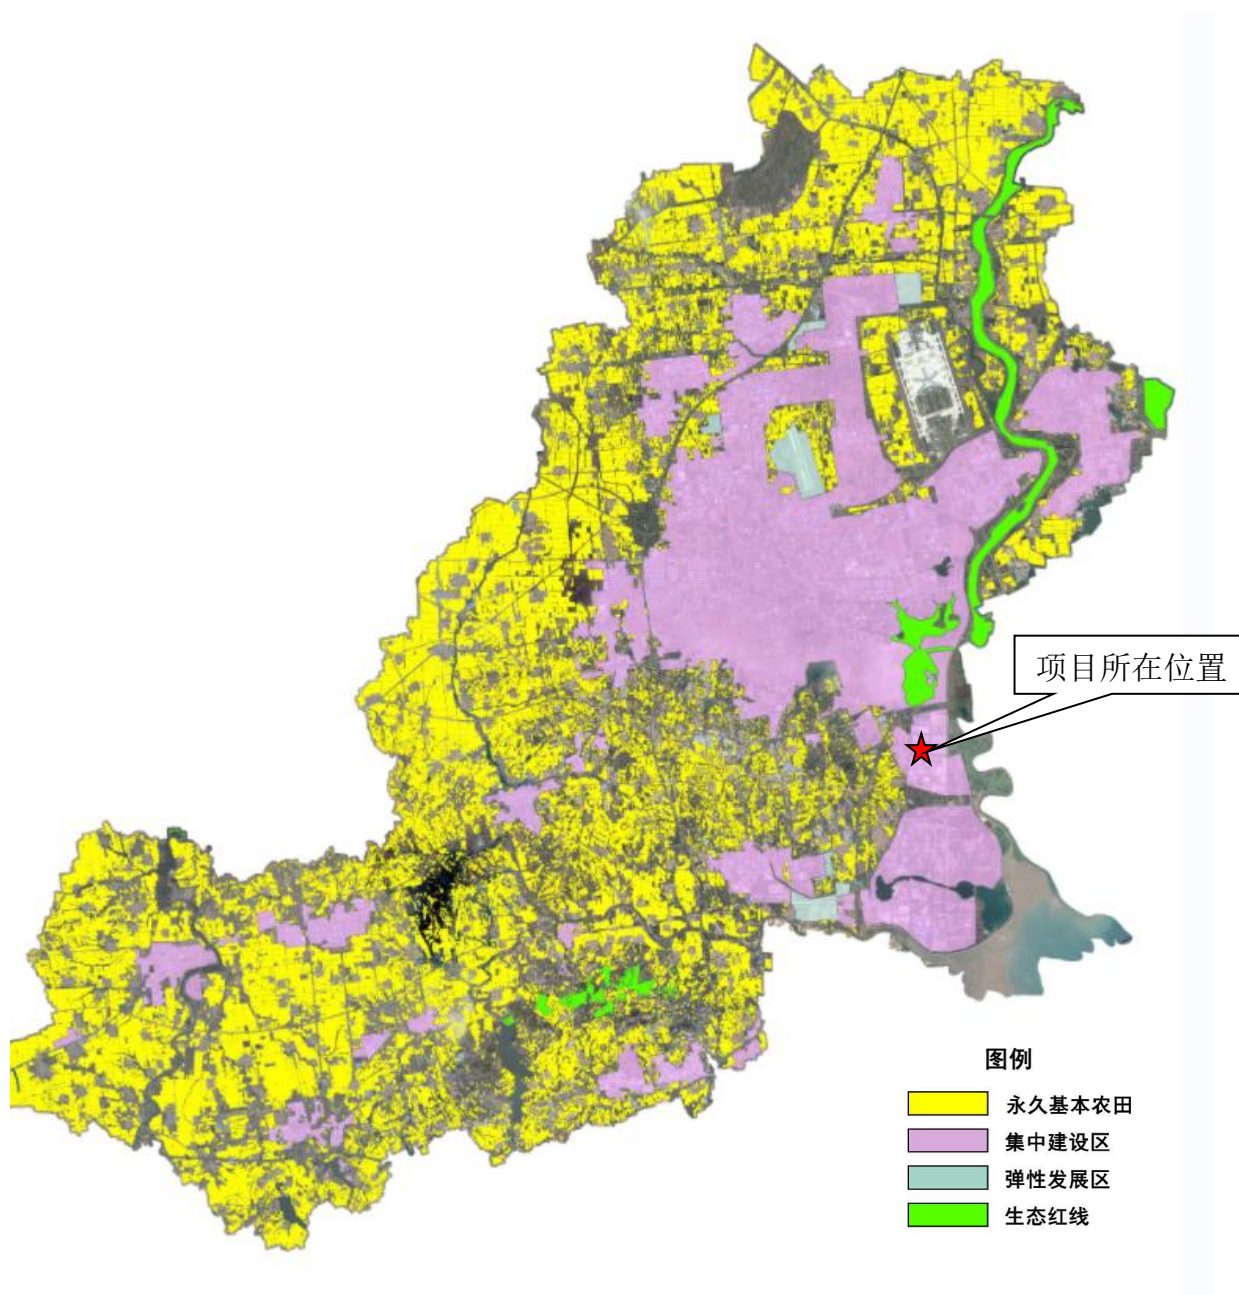 项目所在位置
图例
永久基本农田
集中建设区
弹性发展区
生态红线